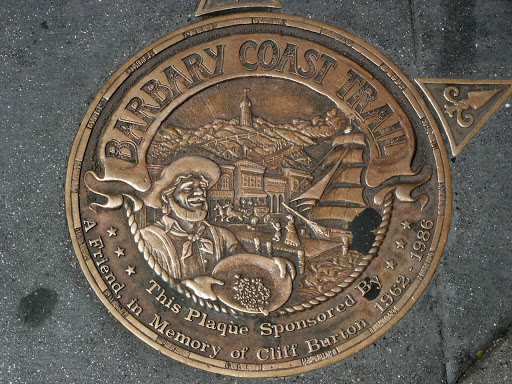 BARBARY COAST TRAIL
This Plaque Sponsored By
A Friend, in Memory of Cliff Burton 1962 - 1986